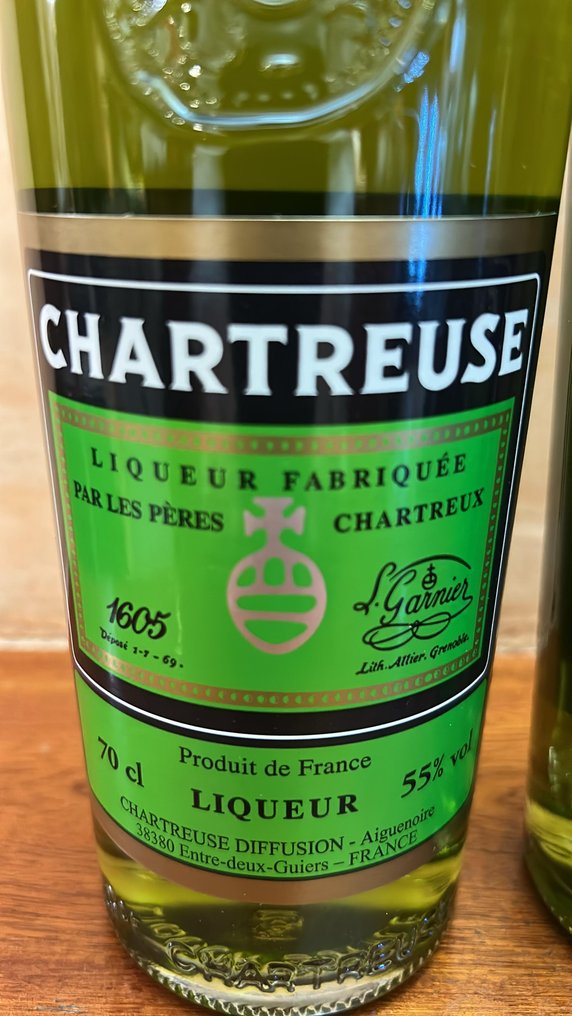 CHARTREUSE
LIQUEUR FABRIQUÉE
PAR LES PÈRES CHARTREUX
1605
Déposé 1-7-69.
L. Garnier
Lith. Allier. Grenoble.
70 cl
Produit de France
55% vol
LIQUEUR
CHARTREUSE DIFFUSION - Aiguenoire
38380 Entre-deux-Guiers – FRANCE
CHARTREUSE